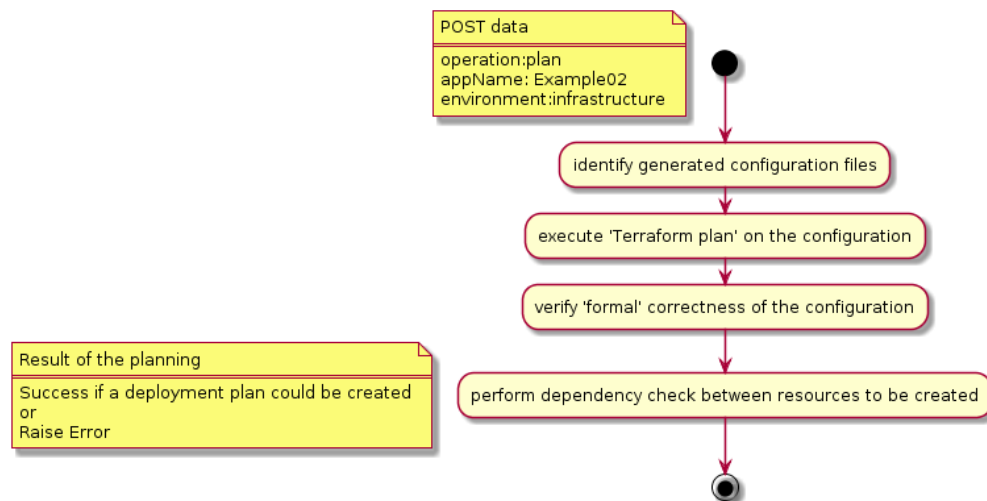 POST data
operation:plan
appName: Example02
environment:infrastructure
identify generated configuration files
execute 'Terraform plan' on the configuration
verify 'formal' correctness of the configuration
Result of the planning
Success if a deployment plan could be created
or
Raise Error
perform dependency check between resources to be created